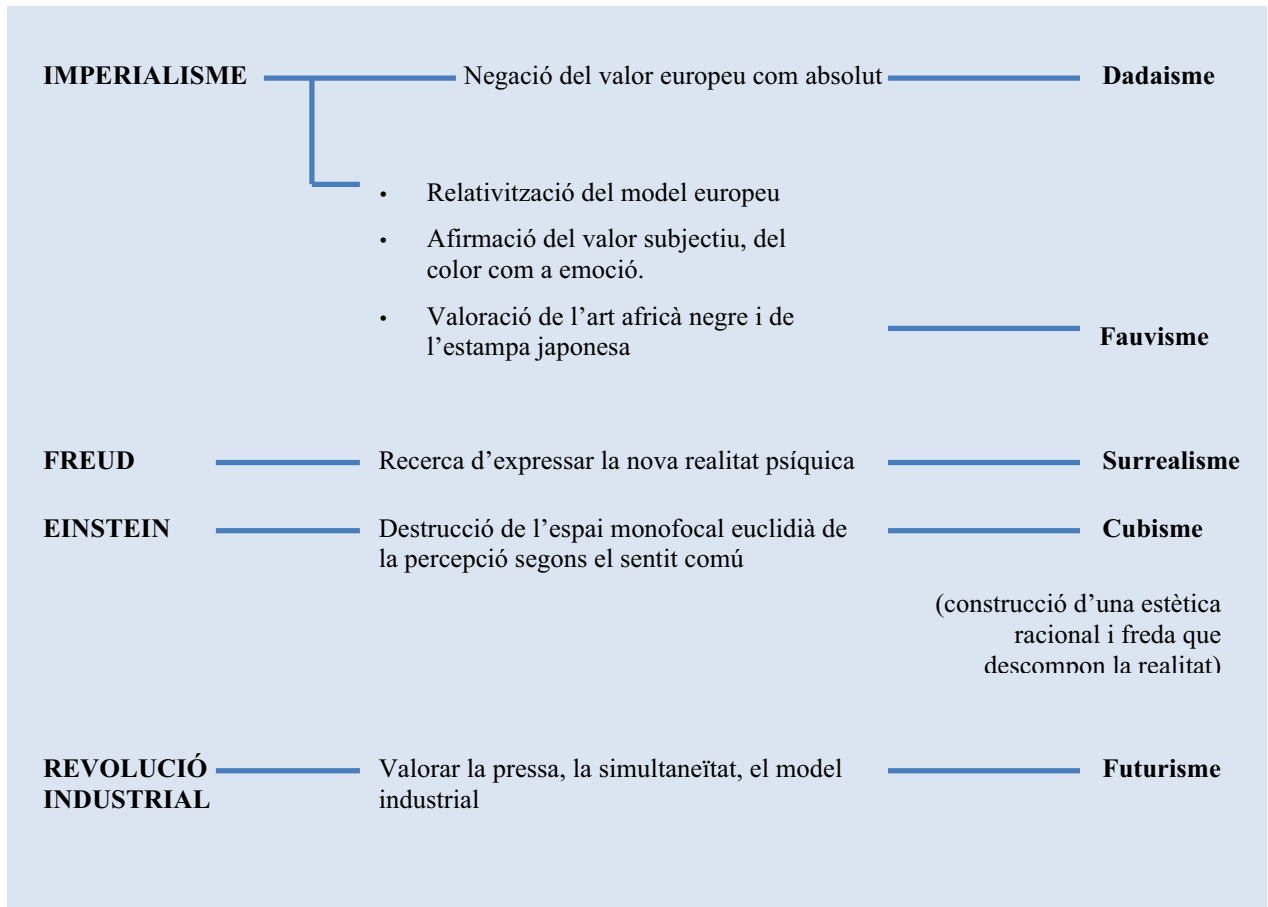 IMPERIALISME Negació del valor europeu com absolut Dadaisme
• Relativització del model europeu
• Afirmació del valor subjectiu, del
color com a emoció.
• Valoració de l’art africà negre i de
l’estampa japonesa
Fauvisme
FREUD Recerca d’expressar la nova realitat psíquica Surrealisme
EINSTEIN Destrucció de l’espai monofocal euclidià de
la percepció segons el sentit comú
Cubisme
(construcció d’una estètica
racional i freda que
descompon la realitat)
REVOLUCIÓ
INDUSTRIAL
Valorar la pressa, la simultaneïtat, el model
industrial
Futurisme